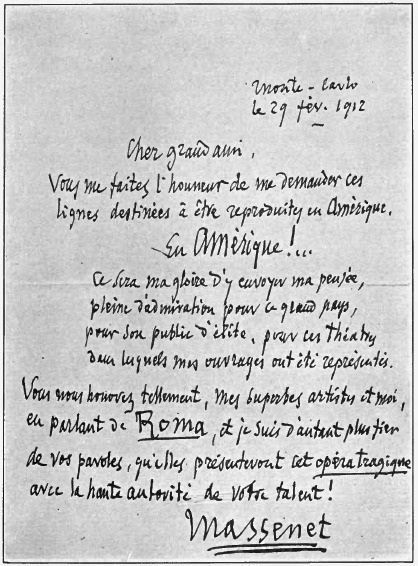 Monte-Carlo
le 29 fév. 1912
Cher grand ami,
Vous me faites l'honneur de me demander ces
lignes destinées à être reproduites en Amérique.
En Amérique!...
Ce sera ma gloire d'y envoyer ma pensée,
pleine d'admiration pour ce grand pays,
pour son public d'élite, pour ces théâtres
dans lesquels mes ouvrages ont été représentés.
Vous nous honorez tellement, mes superbes artistes et moi,
en parlant de Roma, et je suis d'autant plus fier
de vos paroles, qu'elles présenteront cet opéra tragique
avec la haute autorité de votre talent!
Massenet